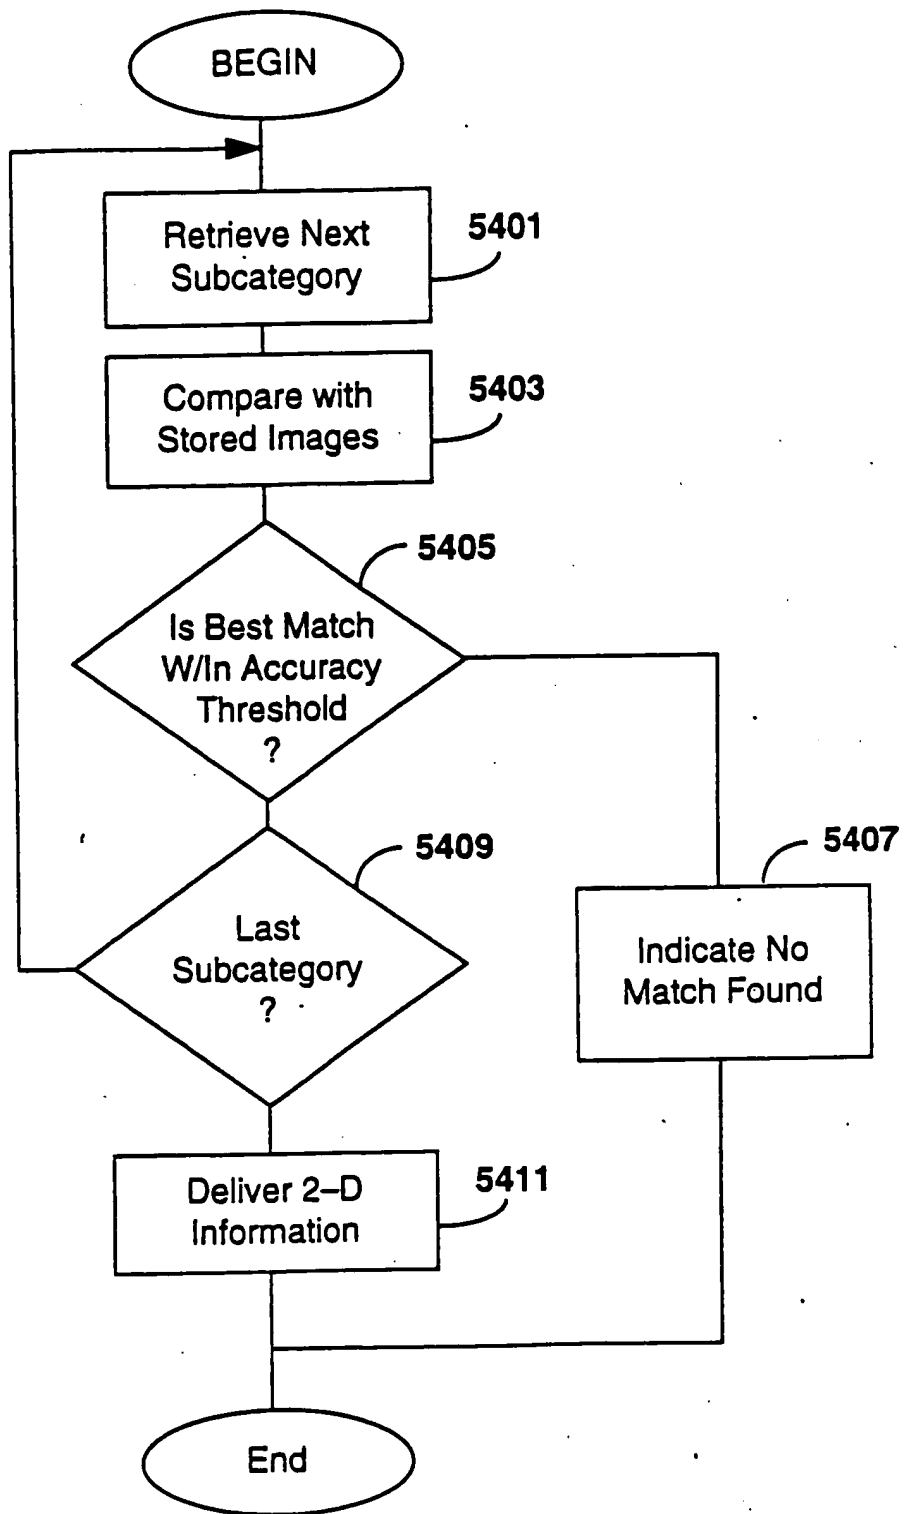 BEGIN
Retrieve Next
Subcategory
5401
Compare with
Stored Images
5403
5405
Is Best Match
W/In Accuracy
Threshold
?
5409
Last
Subcategory
?
5407
Indicate No
Match Found
Deliver 2–D
Information
5411
End